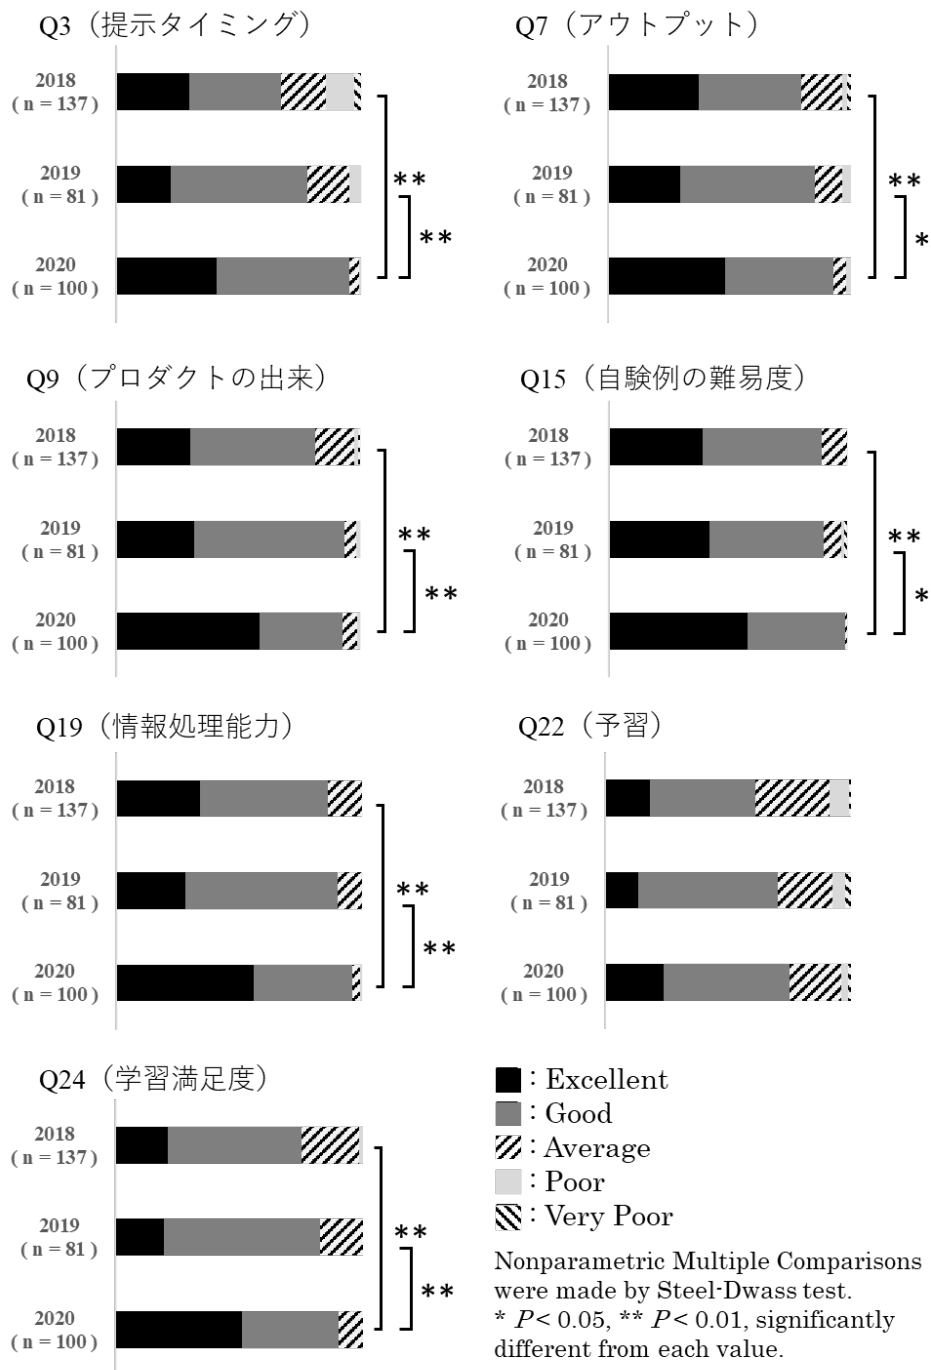 Q3（提示タイミング）
2018
( n = 137 )
2019
( n = 81 )
2020
( n = 100 )
**
**
Q7（アウトプット）
2018
( n = 137 )
2019
( n = 81 )
2020
( n = 100 )
**
*
Q9（プロダクトの出来）
2018
( n = 137 )
2019
( n = 81 )
2020
( n = 100 )
**
**
Q15（自験例の難易度）
2018
( n = 137 )
2019
( n = 81 )
2020
( n = 100 )
**
*
Q19（情報処理能力）
2018
( n = 137 )
2019
( n = 81 )
2020
( n = 100 )
**
**
Q22（予習）
2018
( n = 137 )
2019
( n = 81 )
2020
( n = 100 )
Q24（学習満足度）
2018
( n = 137 )
2019
( n = 81 )
2020
( n = 100 )
**
**
: Excellent
: Good
: Average
: Poor
: Very Poor
Nonparametric Multiple Comparisons
were made by Steel-Dwass test.
* P < 0.05, ** P < 0.01, significantly
different from each value.